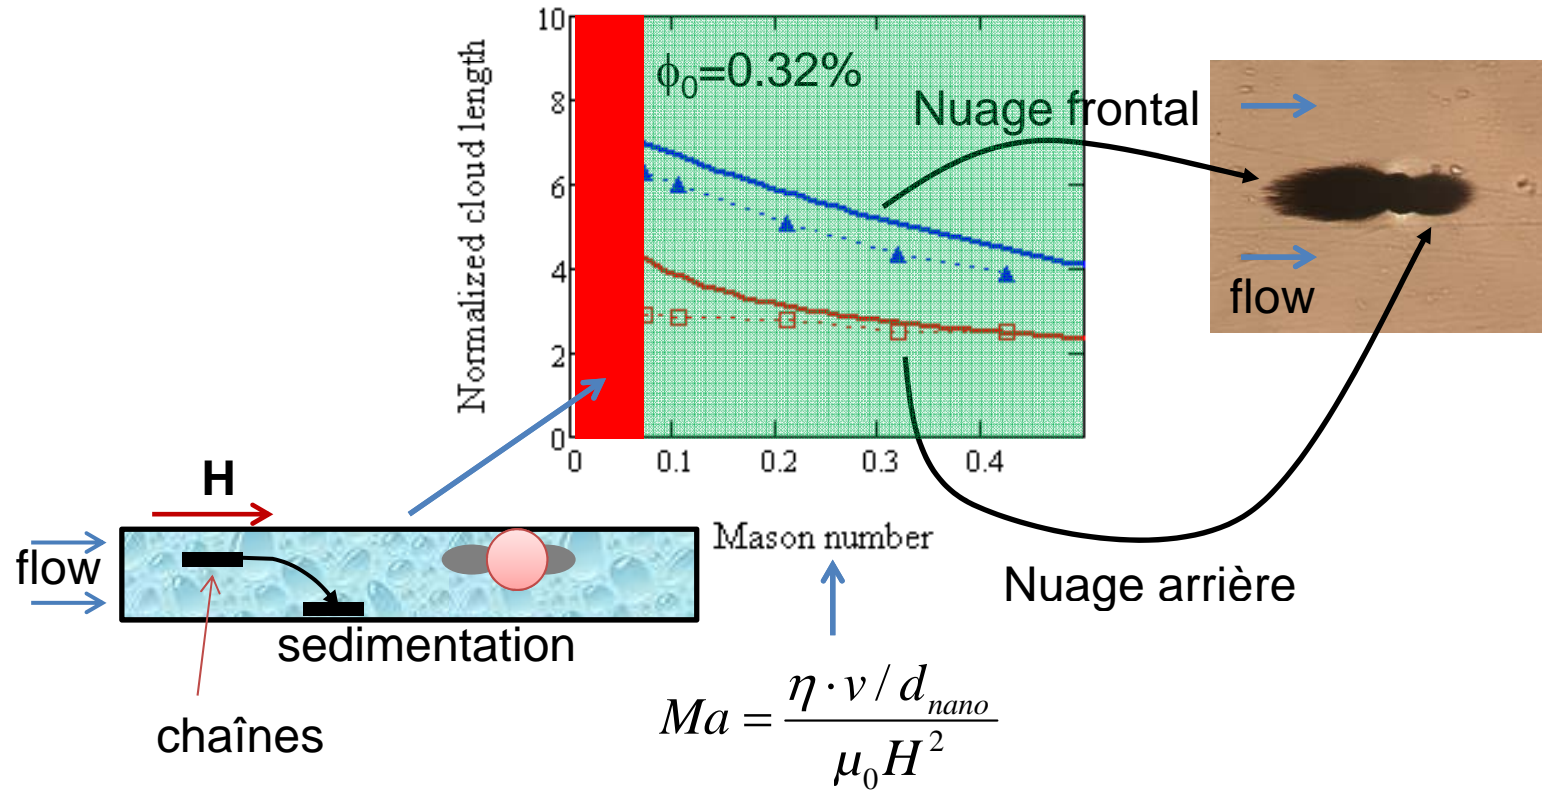 10
8
6
4
2
0
Normalized cloud length
ϕ₀=0.32%
Nuage frontal
flow
0 0.1 0.2 0.3 0.4
Mason number
H
flow
sedimentation
chaînes
Nuage arrière
Ma = η · v / d_nano / μ₀H²